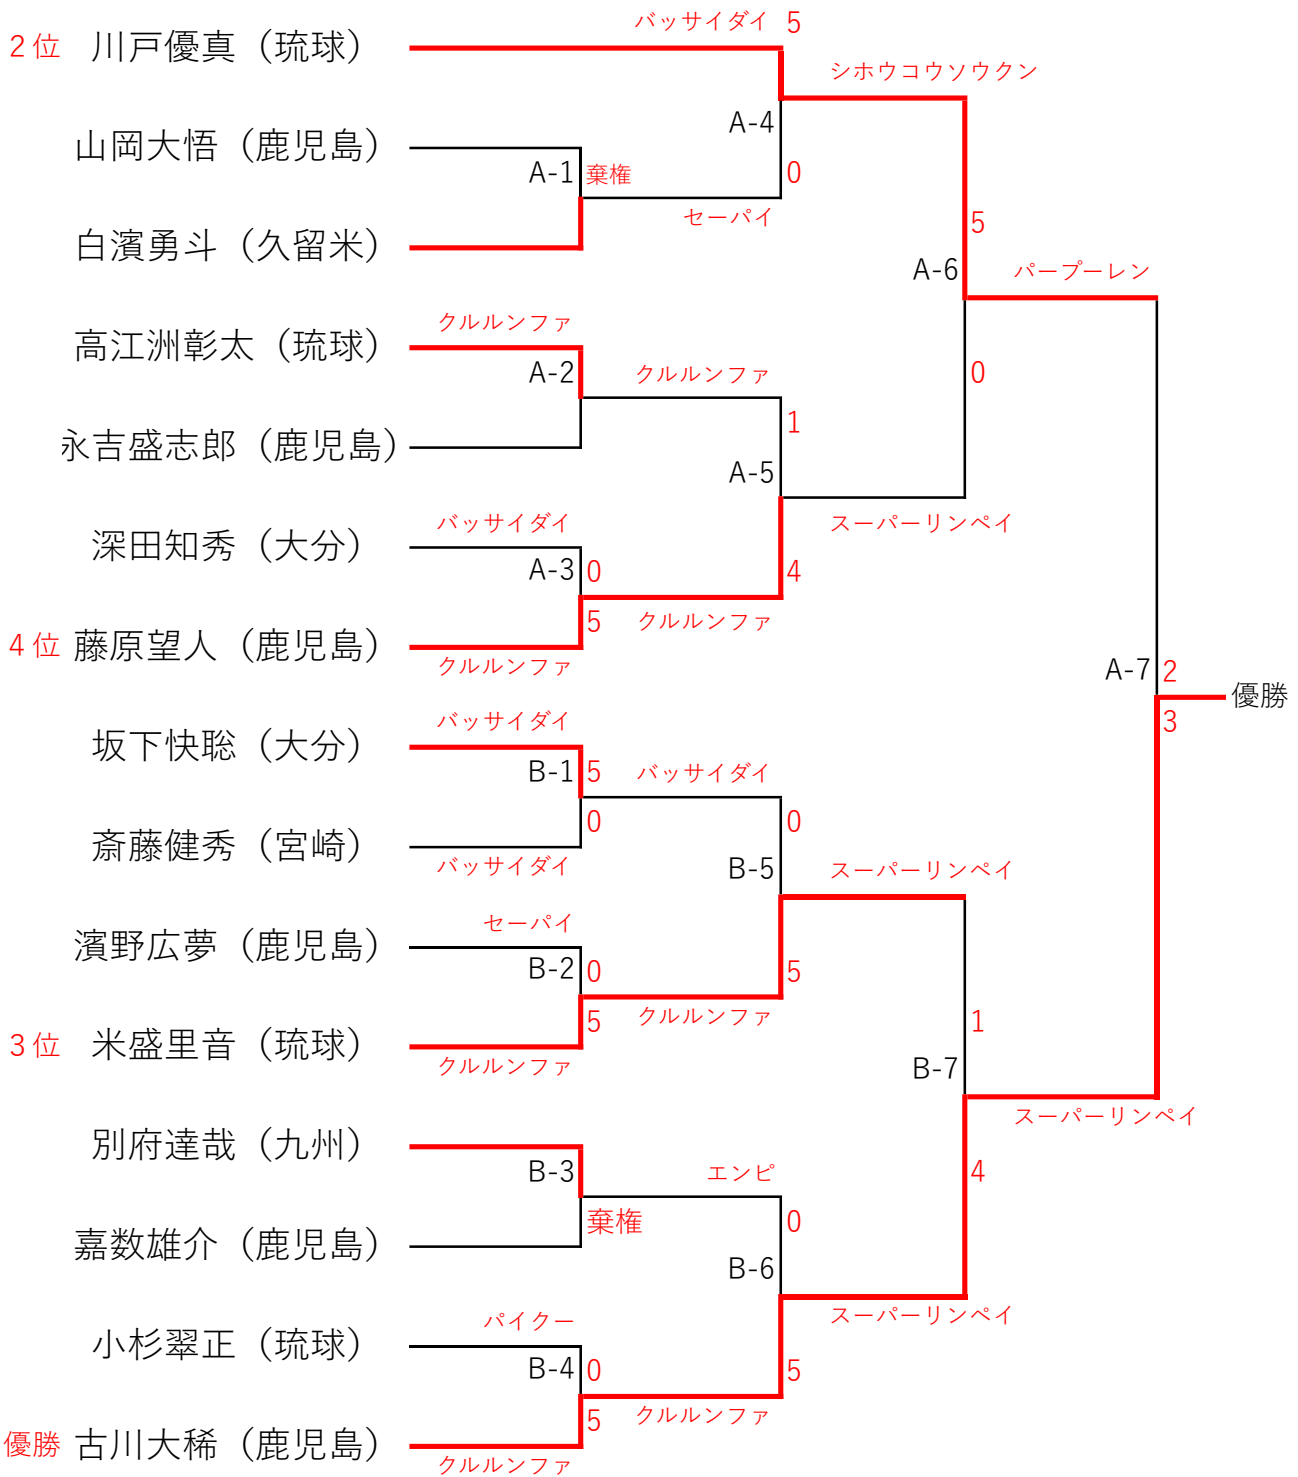 バッサイダイ 5
2位 川戸優真（琉球）
シホウコウソウクン
A-4
山岡大悟（鹿児島）
A-1 棄権 0
セーパイ
5
白濱勇斗（久留米）
A-6 パープーレン
クルルンファ
高江洲彰太（琉球）
A-2 クルルンファ 0
1
永吉盛志郎（鹿児島）
A-5
バッサイダイ スーパーリンペイ
深田知秀（大分）
A-3 0 4
5 クルルンファ
4位 藤原望人（鹿児島）
クルルンファ
A-7 2
優勝
バッサイダイ 3
坂下快聡（大分）
B-1 5 バッサイダイ
0 0
斎藤健秀（宮崎）
バッサイダイ B-5 スーパーリンペイ
セーパイ
濱野広夢（鹿児島）
B-2 0 5
5 クルルンファ 1
3位 米盛里音（琉球）
クルルンファ B-7
スーパーリンペイ
別府達哉（九州）
B-3 エンピ 4
棄権 0
嘉数雄介（鹿児島）
B-6
パイクー スーパーリンペイ
小杉翠正（琉球）
B-4 0 5
5 クルルンファ
優勝 古川大稀（鹿児島）
クルルンファ